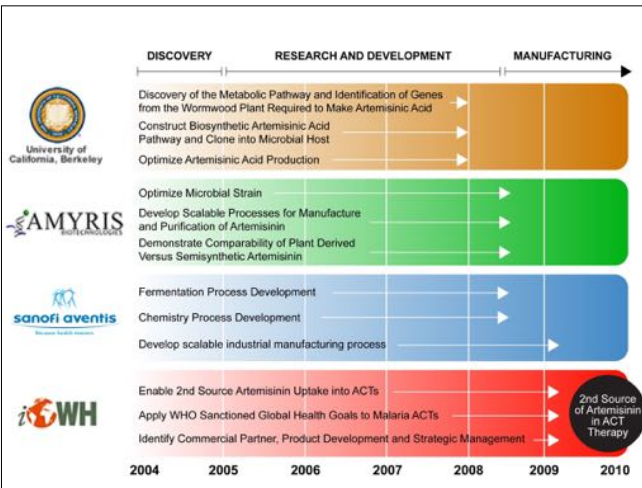 DISCOVERY RESEARCH AND DEVELOPMENT MANUFACTURING
University of
California, Berkeley
Discovery of the Metabolic Pathway and Identification of Genes
from the Wormwood Plant Required to Make Artemisinic Acid
Construct Biosynthetic Artemisinic Acid
Pathway and Clone into Microbial Host
Optimize Artemisinic Acid Production
AMYRIS
BIOTECHNOLOGIES
Optimize Microbial Strain
Develop Scalable Processes for Manufacture
and Purification of Artemisinin
Demonstrate Comparability of Plant Derived
Versus Semisynthetic Artemisinin
sanofi aventis
Because health matters
Fermentation Process Development
Chemistry Process Development
Develop scalable industrial manufacturing process
iOWH
Enable 2nd Source Artemisinin Uptake into ACTs
Apply WHO Sanctioned Global Health Goals to Malaria ACTs
Identify Commercial Partner, Product Development and Strategic Management
2nd Source
of Artemisinin
in ACT
Therapy
2004 2005 2006 2007 2008 2009 2010